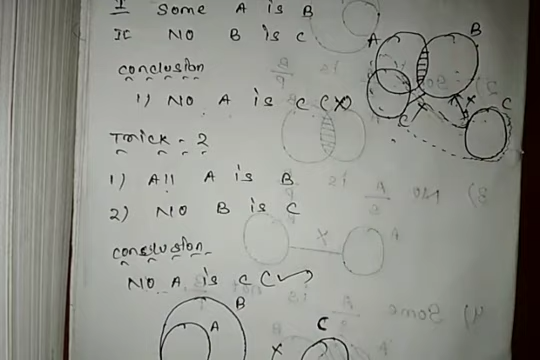 I Some A is B
II NO B is C
conclusion
1) NO A is C (X)
A B
C C
X
Trick - 2
1) All A is B
2) NO B is C
conclusion
NO A is C (✓)
B
A
C
X